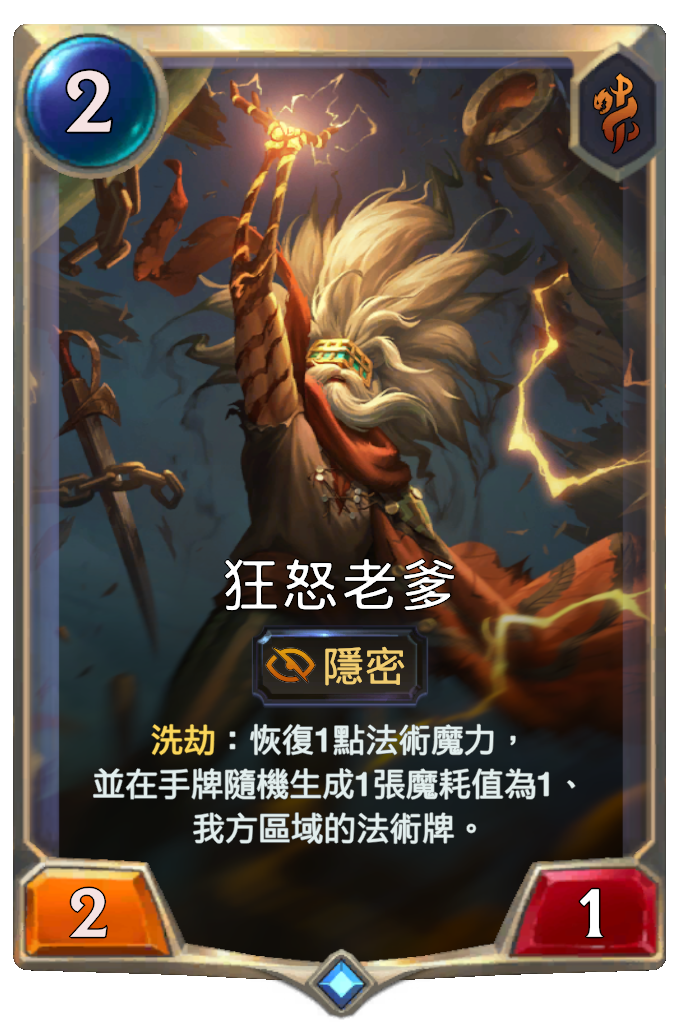 2
狂怒老爹
隱密
洗劫：恢復1點法術魔力，
並在手牌隨機生成1張魔耗值為1、
我方區域的法術牌。
2
1